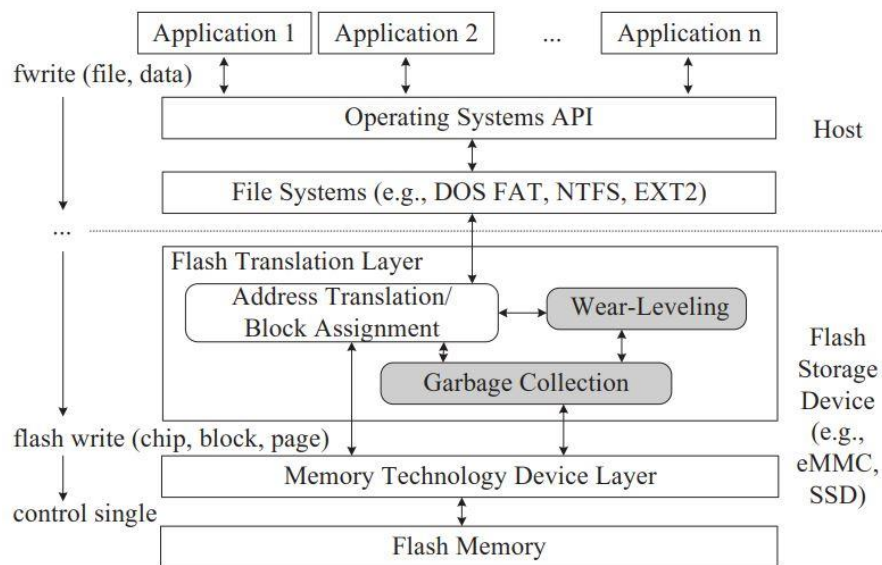 Application 1
Application 2
...
Application n
fwrite (file, data)
Operating Systems API
Host
File Systems (e.g., DOS FAT, NTFS, EXT2)
...
Flash Translation Layer
Address Translation/
Block Assignment
Wear-Leveling
Garbage Collection
Flash
Storage
Device
(e.g.,
eMMC,
SSD)
flash write (chip, block, page)
Memory Technology Device Layer
control single
Flash Memory